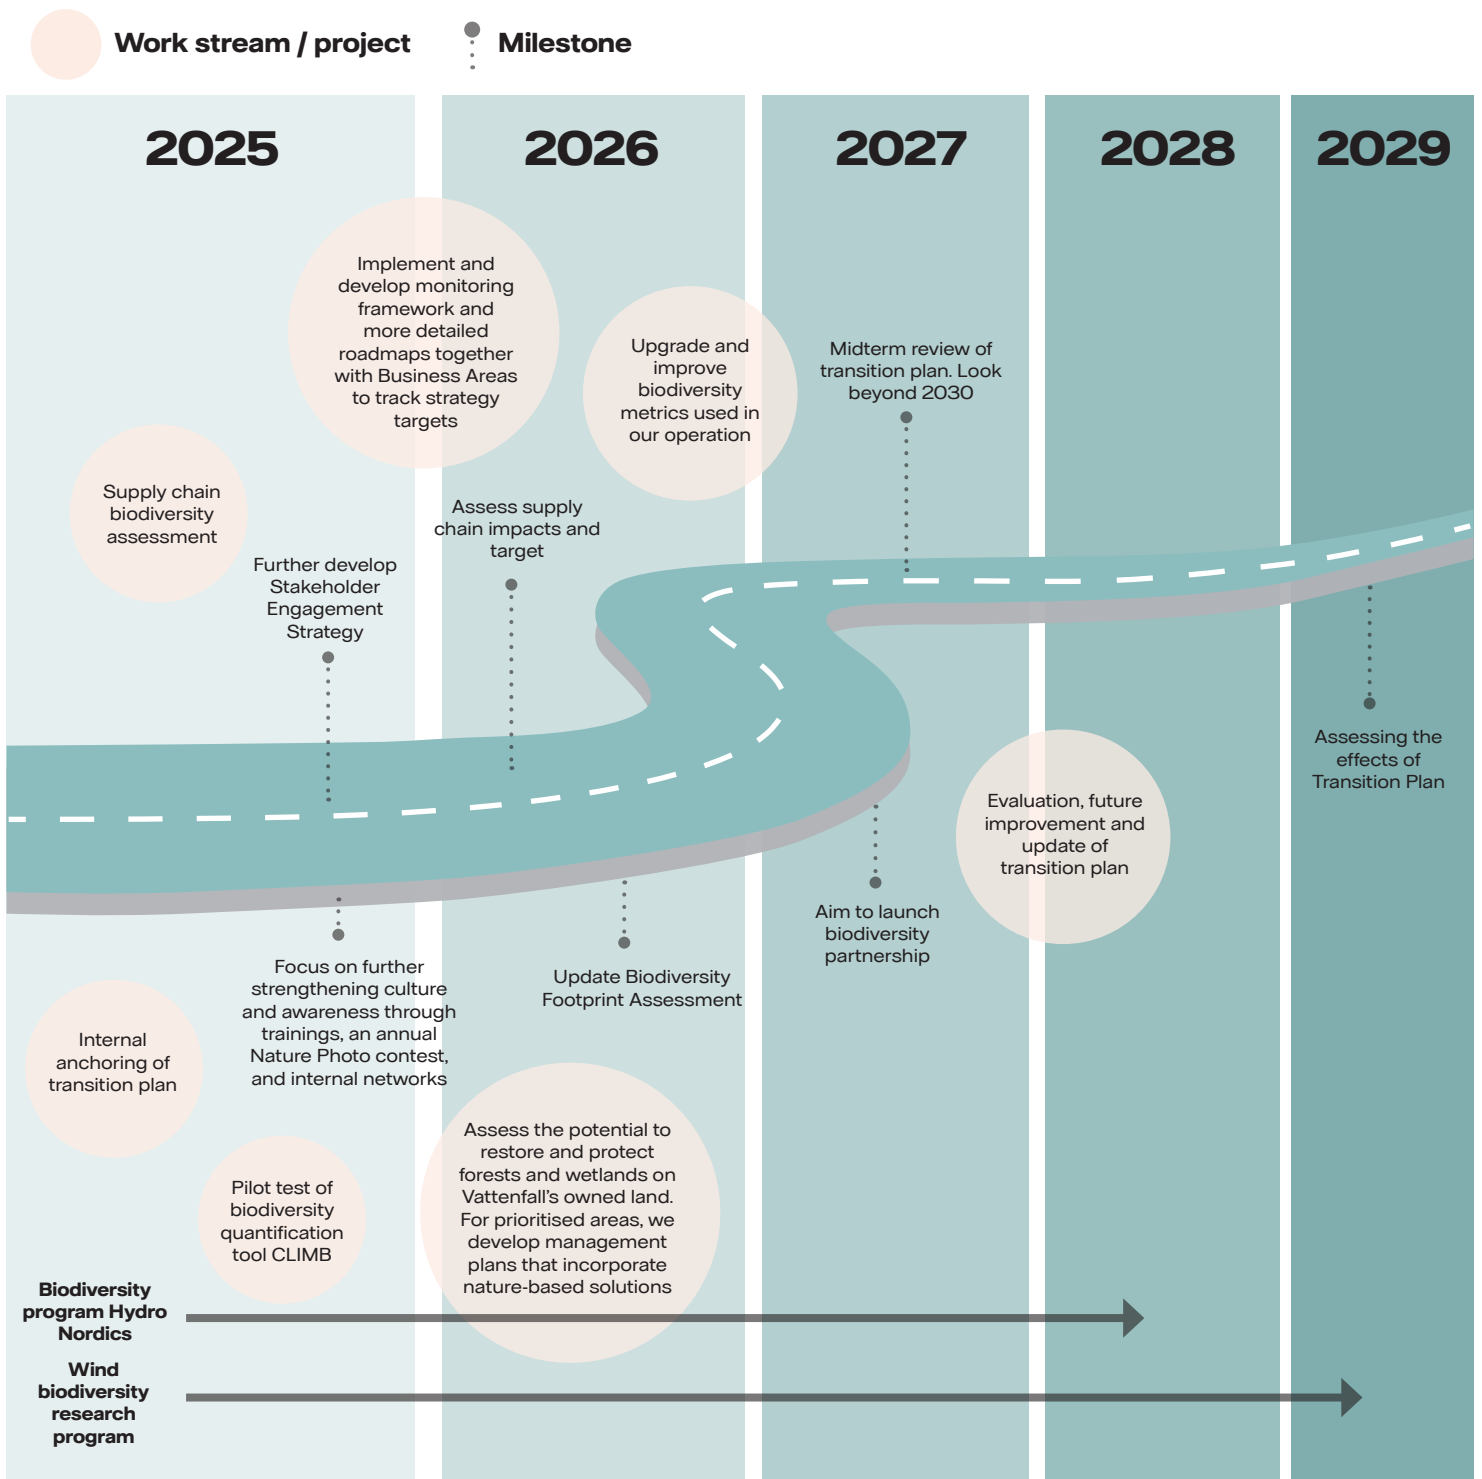 Work stream / project
Milestone
2025
2026
2027
2028
2029
Implement and
develop monitoring
framework and
more detailed
roadmaps together
with Business Areas
to track strategy
targets
Upgrade and
improve
biodiversity
metrics used in
our operation
Midterm review of
transition plan. Look
beyond 2030
Supply chain
biodiversity
assessment
Further develop
Stakeholder
Engagement
Strategy
Assess supply
chain impacts and
target
Assessing the
effects of
Transition Plan
Evaluation, future
improvement and
update of
transition plan
Aim to launch
biodiversity
partnership
Focus on further
strengthening culture
and awareness through
trainings, an annual
Nature Photo contest,
and internal networks
Update Biodiversity
Footprint Assessment
Internal
anchoring of
transition plan
Pilot test of
biodiversity
quantification
tool CLIMB
Assess the potential to
restore and protect
forests and wetlands on
Vattenfall’s owned land.
For prioritised areas, we
develop management
plans that incorporate
nature-based solutions
Biodiversity
program Hydro
Nordics
Wind
biodiversity
research
program